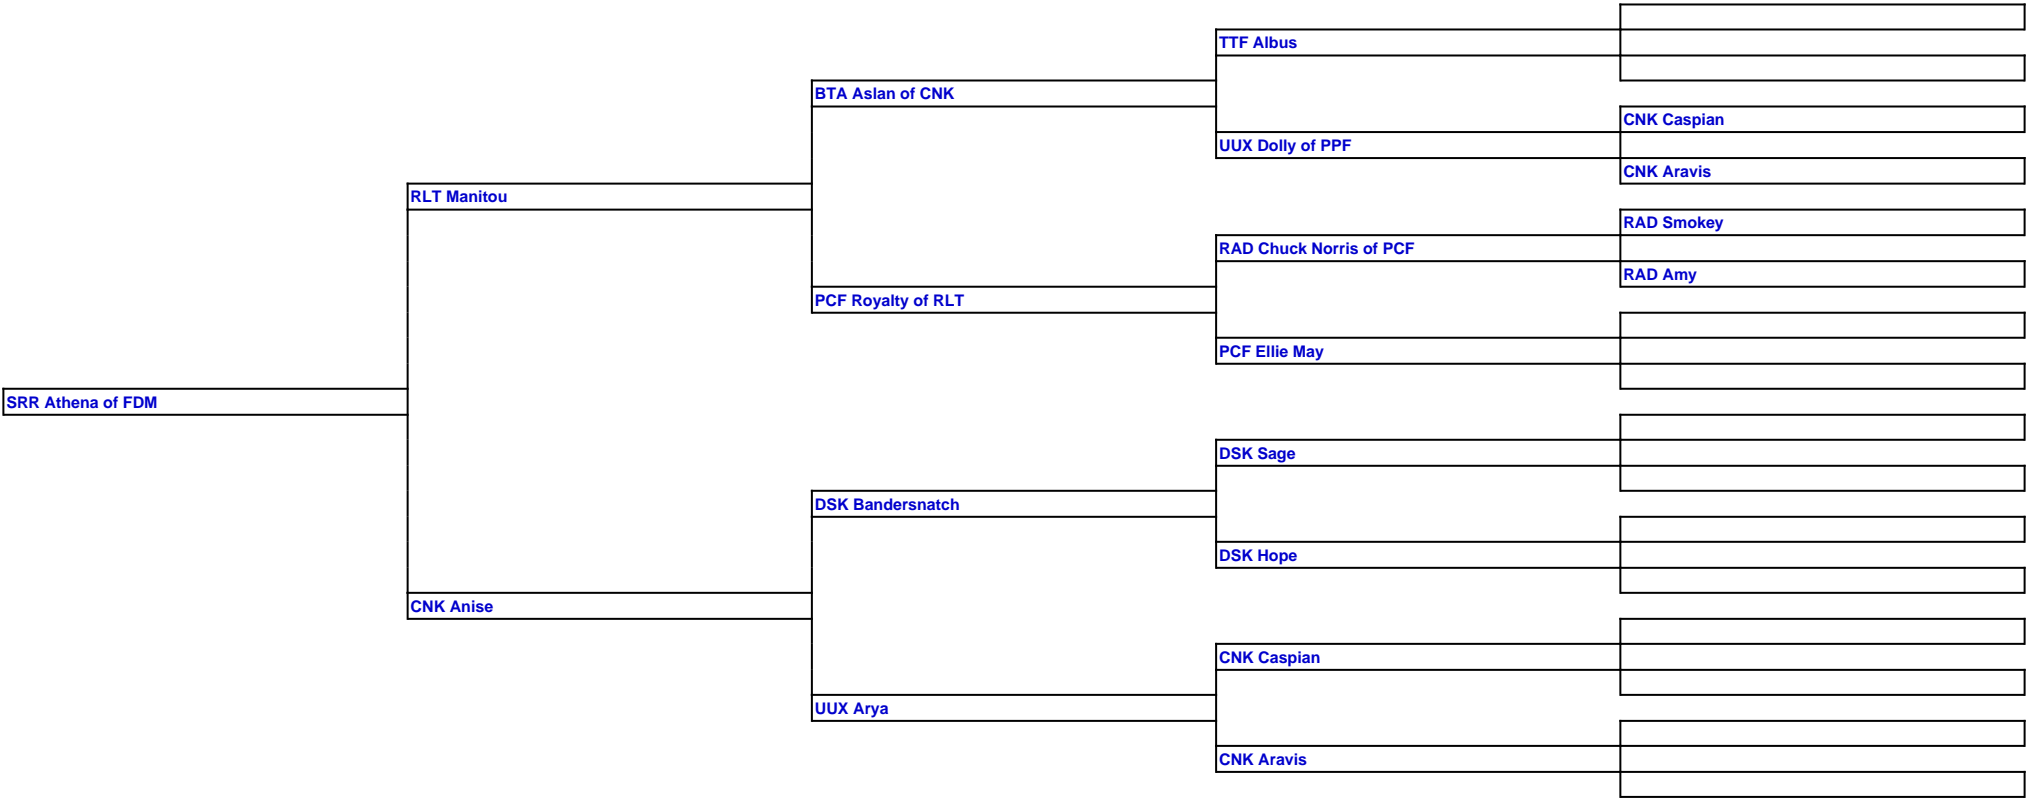 TTF Albus
BTA Aslan of CNK
CNK Caspian
UUX Dolly of PPF
CNK Aravis
RLT Manitou
RAD Smokey
RAD Chuck Norris of PCF
RAD Amy
PCF Royalty of RLT
PCF Ellie May
SRR Athena of FDM
DSK Sage
DSK Bandersnatch
DSK Hope
CNK Anise
CNK Caspian
UUX Arya
CNK Aravis